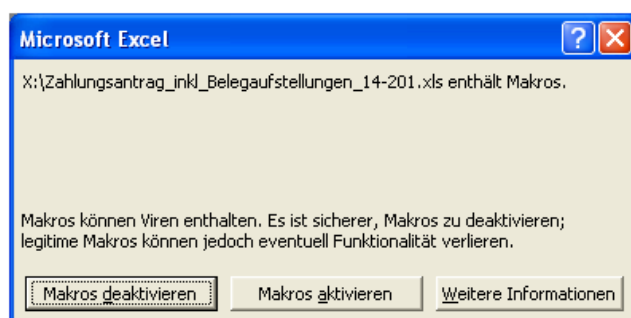 Microsoft Excel
X:\Zahlungsantrag_inkl_Belegaufstellungen_14-201.xls enthält Makros.
Makros können Viren enthalten. Es ist sicherer, Makros zu deaktivieren;
legitime Makros können jedoch eventuell Funktionalität verlieren.
Makros deaktivieren Makros aktivieren Weitere Informationen